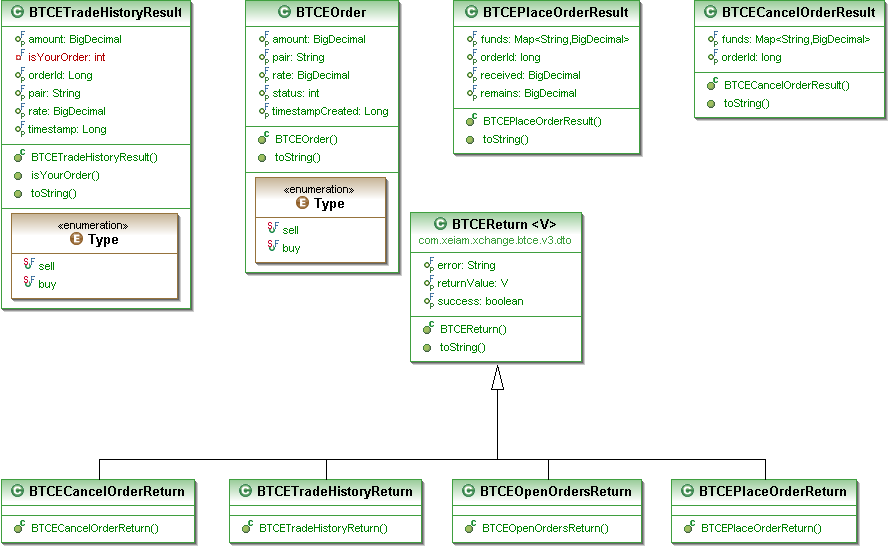 BTCETradeHistoryResult
amount: BigDecimal
isYourOrder: int
orderId: Long
pair: String
rate: BigDecimal
timestamp: Long
BTCETradeHistoryResult()
isYourOrder()
toString()
«enumeration»
Type
sell
buy
BTCEOrder
amount: BigDecimal
pair: String
rate: BigDecimal
status: int
timestampCreated: Long
BTCEOrder()
toString()
«enumeration»
Type
sell
buy
BTCEPlaceOrderResult
funds: Map<String,BigDecimal>
orderId: long
received: BigDecimal
remains: BigDecimal
BTCEPlaceOrderResult()
toString()
BTCECancelOrderResult
funds: Map<String,BigDecimal>
orderId: long
BTCECancelOrderResult()
toString()
BTCEReturn <V>
com.xeiam.xchange.btce.v3.dto
error: String
returnValue: V
success: boolean
BTCEReturn()
toString()
BTCECancelOrderReturn
BTCECancelOrderReturn()
BTCETradeHistoryReturn
BTCETradeHistoryReturn()
BTCEOpenOrdersReturn
BTCEOpenOrdersReturn()
BTCEPlaceOrderReturn
BTCEPlaceOrderReturn()